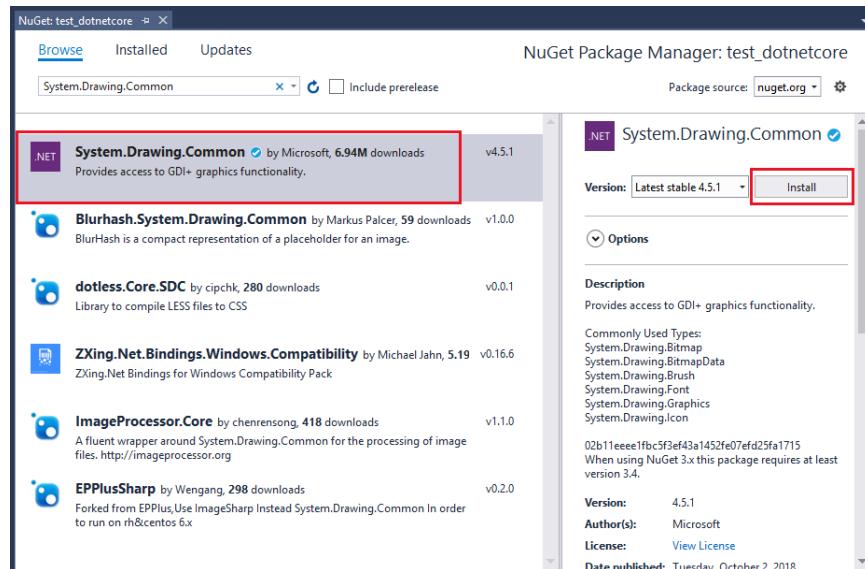 NuGet: test_dotnetcore
Browse Installed Updates
NuGet Package Manager: test_dotnetcore
System.Drawing.Common
Include prerelease
Package source: nuget.org
.NET
System.Drawing.Common by Microsoft, 6.94M downloads v4.5.1
Provides access to GDI+ graphics functionality.
Blurhash.System.Drawing.Common by Markus Palcer, 59 downloads v1.0.0
BlurHash is a compact representation of a placeholder for an image.
dotless.Core.SDC by cipchk, 280 downloads v0.0.1
Library to compile LESS files to CSS
ZXing.Net.Bindings.Windows.Compatibility by Michael Jahn, 5.19 v0.16.6
ZXing.Net Bindings for Windows Compatibility Pack
ImageProcessor.Core by chenrensong, 418 downloads v1.1.0
A fluent wrapper around System.Drawing.Common for the processing of image
files. http://imageprocessor.org
EPPlusSharp by Wengang, 298 downloads v0.2.0
Forked from EPPlus,Use ImageSharp Instead System.Drawing.Common In order
to run on rh&centos 6.x
.NET
System.Drawing.Common
Version: Latest stable 4.5.1 Install
Options
Description
Provides access to GDI+ graphics functionality.
Commonly Used Types:
System.Drawing.Bitmap
System.Drawing.BitmapData
System.Drawing.Brush
System.Drawing.Font
System.Drawing.Graphics
System.Drawing.Icon
02b11eeee1fbc5f3ef43a1452fe07efd25fa1715
When using NuGet 3.x this package requires at least
version 3.4.
Version: 4.5.1
Author(s): Microsoft
License: View License
Date published: Tuesday, October 2, 2018